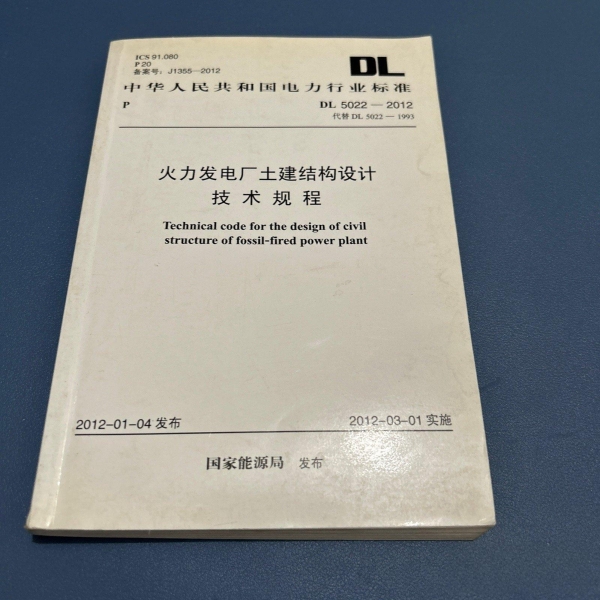 ICS 91.080
P 20
备案号：J1355—2012
DL
中华人民共和国电力行业标准
P
DL 5022 — 2012
代替 DL 5022 — 1993
火力发电厂土建结构设计
技术规程
Technical code for the design of civil
structure of fossil-fired power plant
2012-01-04 发布
2012-03-01 实施
国家能源局 发布